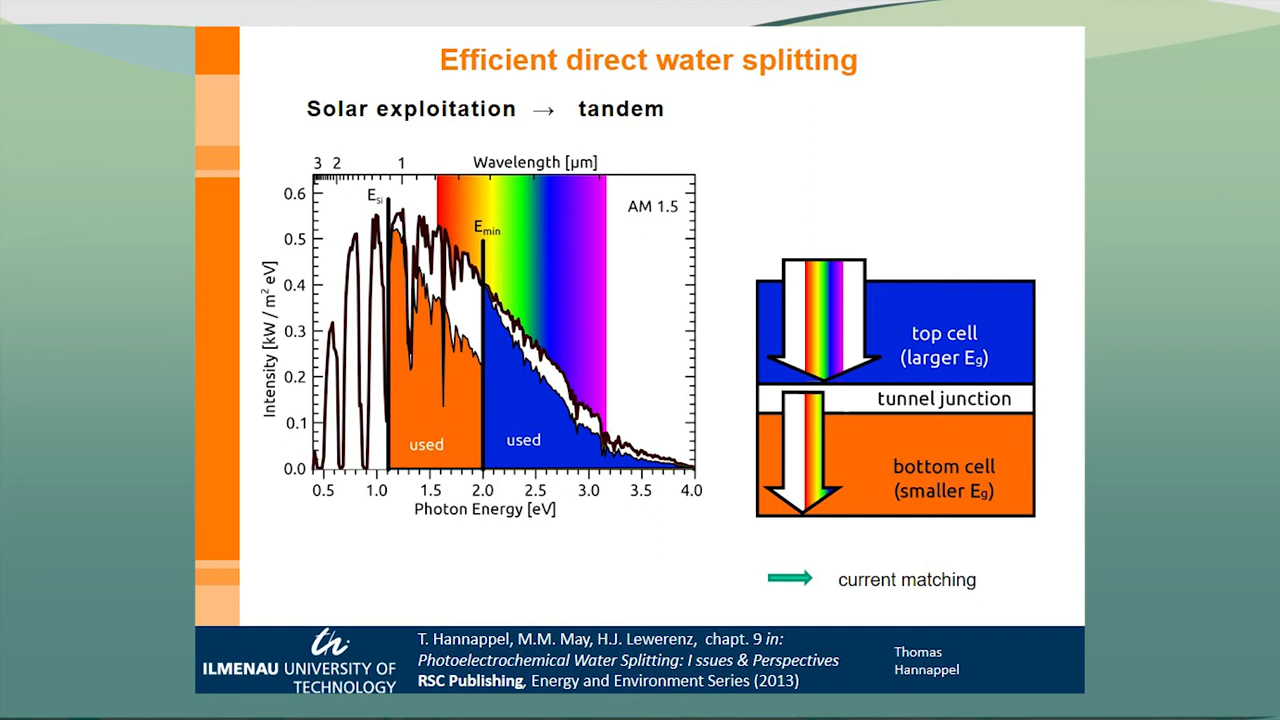 Efficient direct water splitting
Solar exploitation → tandem
3 2 1 Wavelength [μm]
0.6
0.5
0.4
0.3
0.2
0.1
0.0
Intensity [kW / m² eV]
E_Si
E_min
AM 1.5
used
used
0.5 1.0 1.5 2.0 2.5 3.0 3.5 4.0
Photon Energy [eV]
top cell
(larger Eg)
tunnel junction
bottom cell
(smaller Eg)
current matching
th
ILMENAU UNIVERSITY OF
TECHNOLOGY
T. Hannappel, M.M. May, H.J. Lewerenz, chapt. 9 in:
Photoelectrochemical Water Splitting: I ssues & Perspectives
RSC Publishing, Energy and Environment Series (2013)
Thomas
Hannappel